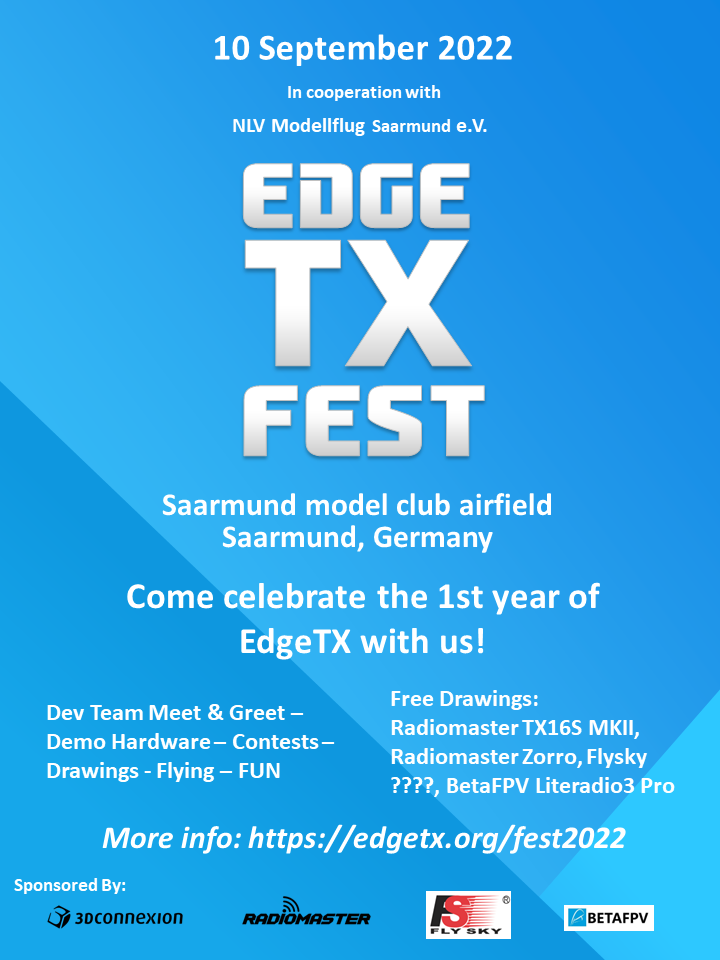 10 September 2022
In cooperation with
NLV Modellflug Saarmund e.V.
EDGE
TX
FEST
Saarmund model club airfield
Saarmund, Germany
Come celebrate the 1st year of
EdgeTX with us!
Dev Team Meet & Greet –
Demo Hardware – Contests –
Drawings - Flying – FUN
Free Drawings:
Radiomaster TX16S MKII,
Radiomaster Zorro, Flysky
????, BetaFPV Literadio3 Pro
More info: https://edgetx.org/fest2022
Sponsored By:
3DCONNEXION
RADIOMASTER
FS ®
FLY SKY
BETAFPV